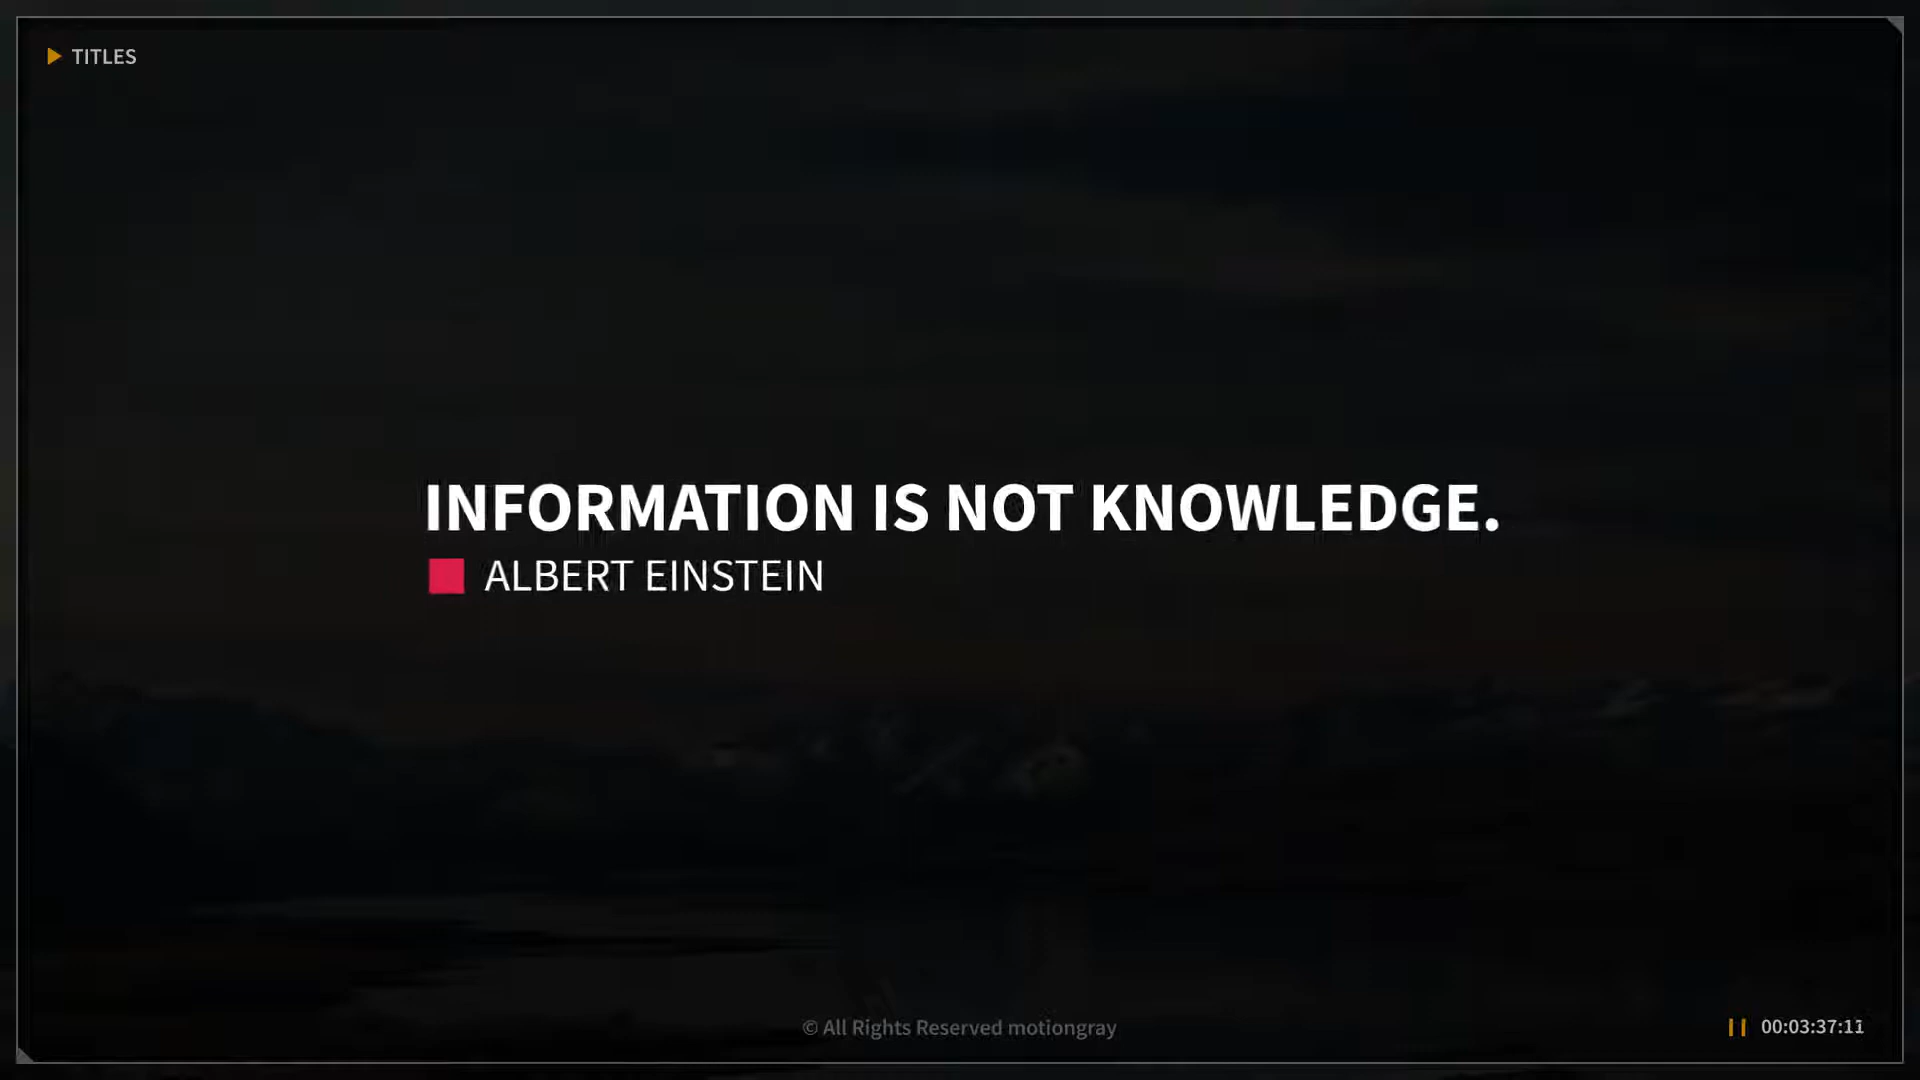 TITLES
INFORMATION IS NOT KNOWLEDGE.
ALBERT EINSTEIN
© All Rights Reserved motiongray
00:03:37:11